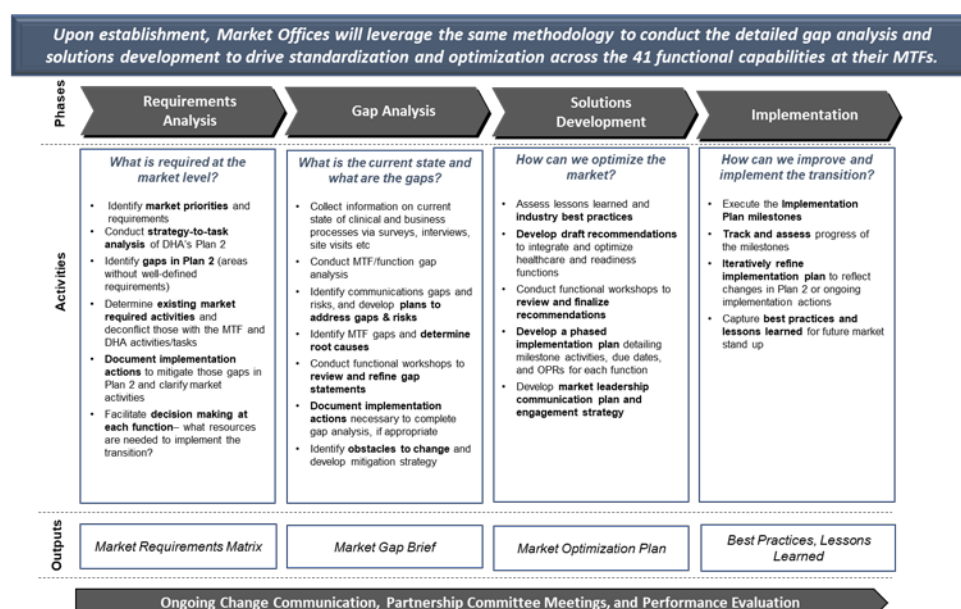 Upon establishment, Market Offices will leverage the same methodology to conduct the detailed gap analysis and
solutions development to drive standardization and optimization across the 41 functional capabilities at their MTFs.
Phases
Requirements
Analysis
Gap Analysis
Solutions
Development
Implementation
Activities
What is required at the
market level?
• Identify market priorities and
requirements
• Conduct strategy-to-task
analysis of DHA's Plan 2
• Identify gaps in Plan 2 (areas
without well-defined
requirements)
• Determine existing market
required activities and
deconflict those with the MTF and
DHA activities/tasks
• Document implementation
actions to mitigate those gaps in
Plan 2 and clarify market
activities
• Facilitate decision making at
each function– what resources
are needed to implement the
transition?
What is the current state and
what are the gaps?
• Collect information on current
state of clinical and business
processes via surveys, interviews,
site visits etc
• Conduct MTF/function gap
analysis
• Identify communications gaps and
risks, and develop plans to
address gaps & risks
• Identify MTF gaps and determine
root causes
• Conduct functional workshops to
review and refine gap
statements
• Document implementation
actions necessary to complete
gap analysis, if appropriate
• Identify obstacles to change and
develop mitigation strategy
How can we optimize the
market?
• Assess lessons learned and
industry best practices
• Develop draft recommendations
to integrate and optimize
healthcare and readiness
functions
• Conduct functional workshops to
review and finalize
recommendations
• Develop a phased
implementation plan detailing
milestone activities, due dates,
and OPRs for each function
• Develop market leadership
communication plan and
engagement strategy
How can we improve and
implement the transition?
• Execute the Implementation
Plan milestones
• Track and assess progress of
the milestones
• Iteratively refine
implementation plan to reflect
changes in Plan 2 or ongoing
implementation actions
• Capture best practices and
lessons learned for future market
stand up
Outputs
Market Requirements Matrix
Market Gap Brief
Market Optimization Plan
Best Practices, Lessons
Learned
Ongoing Change Communication, Partnership Committee Meetings, and Performance Evaluation